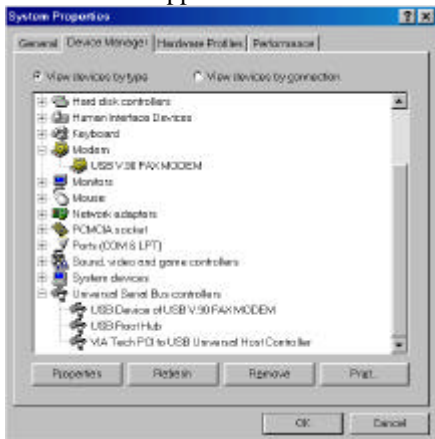 System Properties
General Device Manager Hardware Profiles Performance
View devices by type View devices by connection
Hard disk controllers
Human Interface Devices
Keyboard
Modem
USB V.90 FAX MODEM
Monitors
Mouse
Network adapters
PCMCIA socket
Ports (COM & LPT)
Sound, video and game controllers
System devices
Universal Serial Bus controllers
USB Device of USB V.90 FAX MODEM
USB Root Hub
VIA Tech PCI to USB Universal Host Controller
Properties Refresh Remove Print...
OK Cancel